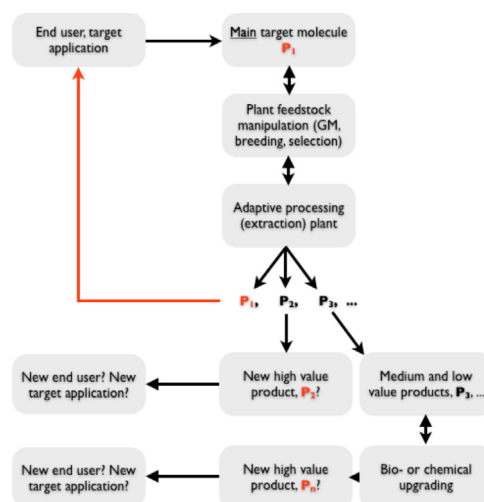 End user, target
application
Main target molecule
P1
Plant feedstock
manipulation (GM,
breeding, selection)
Adaptive processing
(extraction) plant
P1, P2, P3, ...
New end user? New
target application?
New high value
product, P2?
Medium and low
value products, P3, ...
New end user? New
target application?
New high value
product, Pn?
Bio- or chemical
upgrading